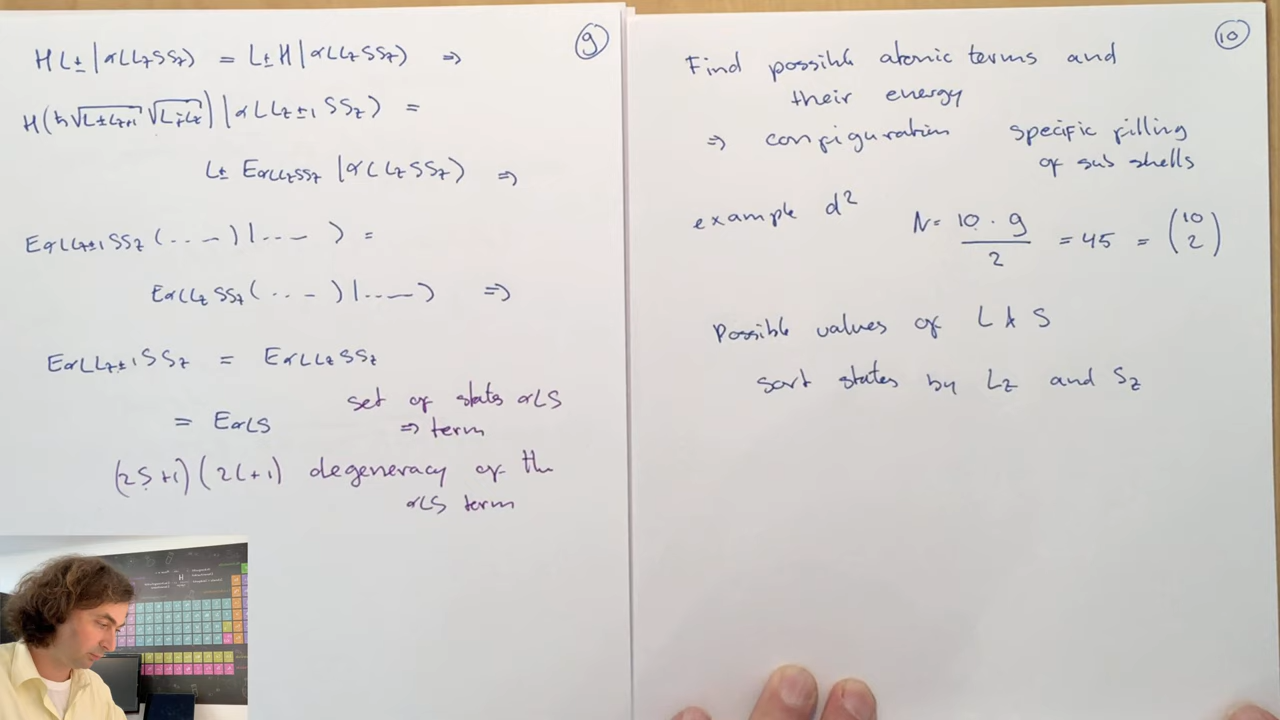 9
H L± |αLLzSSz⟩ = L± H |αLLzSSz⟩ ⇒
H(ħ√(L±Lz+1) √(L∓Lz)) |αLLz±1 SSz⟩ =
L± EαLLzSSz |αLLzSSz⟩ ⇒
EαLLz±1SSz (.. . —) |.. . . ⟩ =
EαLLzSSz (.. . —) |.. —⟩ ⇒
EαLLz±1SSz = EαLLzSSz
= EαLS set of states αLS
⇒ term
(2S+1)(2L+1) degeneracy of the
αLS term
10
Find possible atomic terms and
their energy
⇒ configuration specific filling
of sub shells
example d² N = 10 · 9 / 2 = 45 = (10 2)
Possible values of L & S
sort states by Lz and Sz